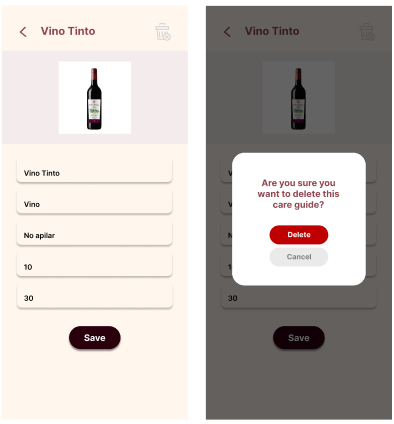 Vino Tinto
Vino Tinto
Vino
No apilar
10
30
Save
Vino Tinto
Are you sure you
want to delete this
care guide?
Delete
Cancel
30
Save